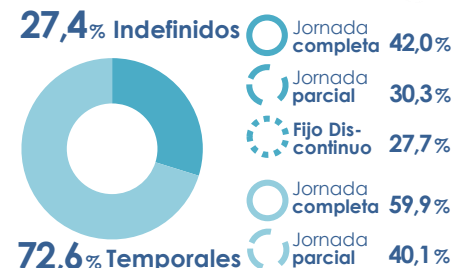 27,4% Indefinidos
Jornada
completa 42,0%
Jornada
parcial 30,3%
Fijo Dis-
continuo 27,7%
Jornada
completa 59,9%
72,6% Temporales
Jornada
parcial 40,1%